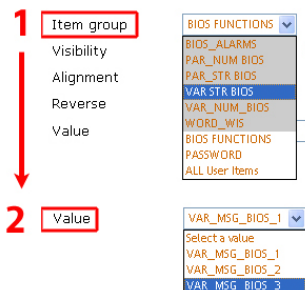 1 Item group BIOS FUNCTIONS
Visibility
Alignment
Reverse
Value
BIOS_ALARMS
PAR_NUM BIOS
PAR_STR BIOS
VAR STR BIOS
VAR_NUM_BIOS
WORD_WIS
BIOS FUNCTIONS
PASSWORD
ALL User Items
2 Value VAR_MSG_BIOS_1
Select a value
VAR_MSG_BIOS_1
VAR_MSG_BIOS_2
VAR_MSG_BIOS_3